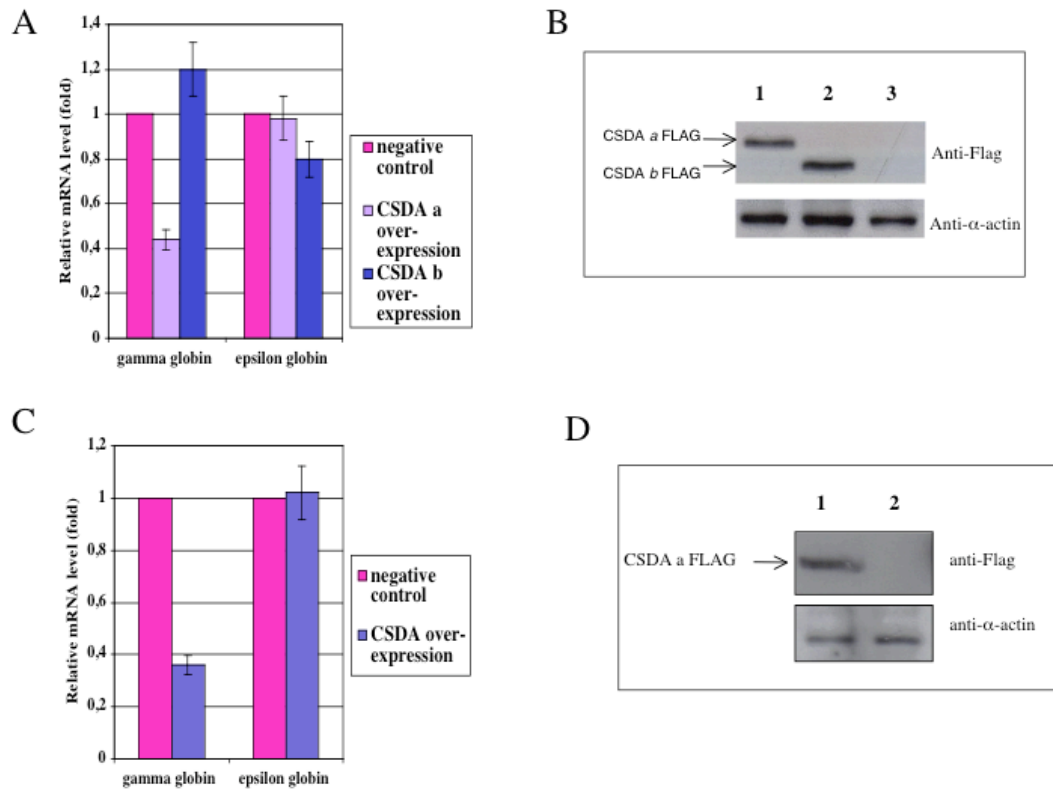 A
1,4
1,2
1
0,8
0,6
0,4
0,2
0
Relative mRNA level (fold)
gamma globin
epsilon globin
negative
control
CSDA a
over-
expression
CSDA b
over-
expression
B
1 2 3
CSDA a FLAG
CSDA b FLAG
Anti-Flag
Anti-α-actin
C
1,2
1
0,8
0,6
0,4
0,2
0
Relative mRNA level (fold)
gamma globin
epsilon globin
negative
control
CSDA over-
expression
D
1 2
CSDA a FLAG
anti-Flag
anti-α-actin